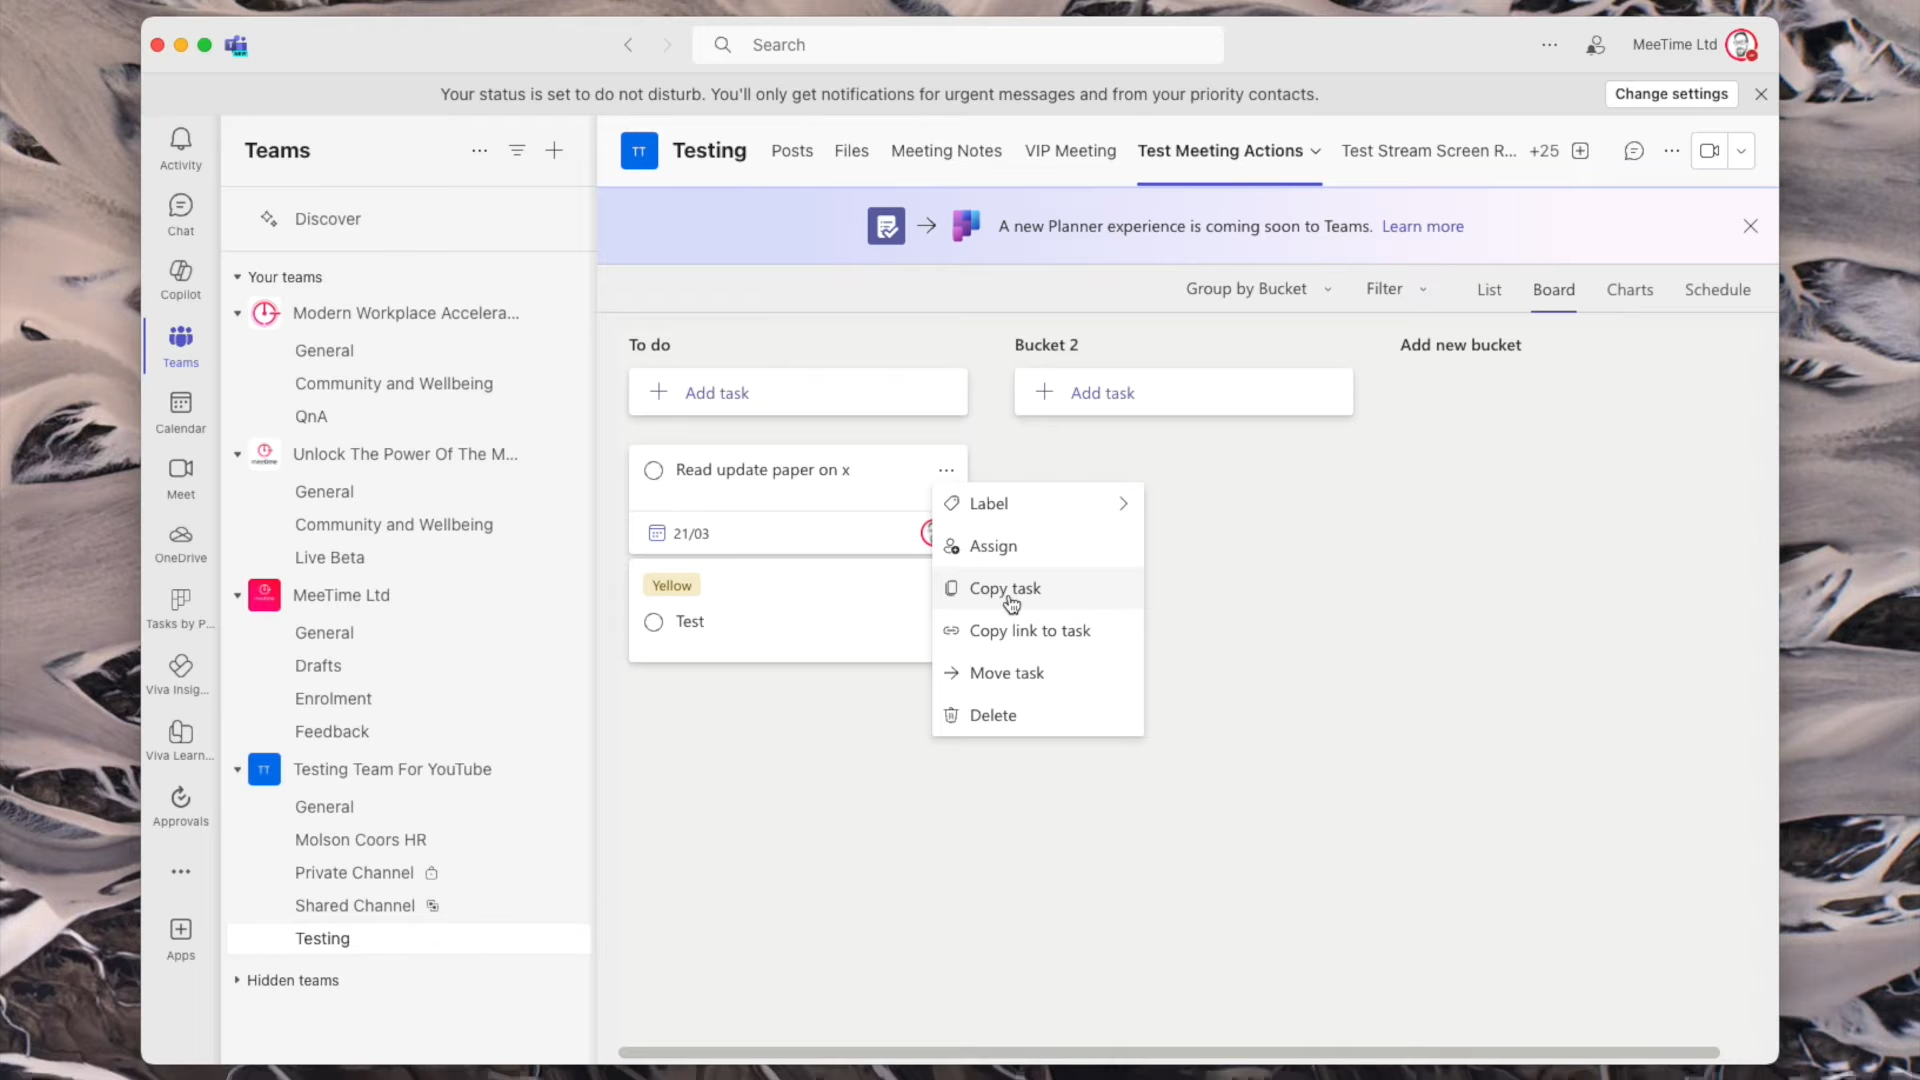 Search
MeeTime Ltd
Your status is set to do not disturb. You'll only get notifications for urgent messages and from your priority contacts.
Change settings
Activity
Chat
Copilot
Teams
Calendar
Meet
OneDrive
Tasks by P...
Viva Insig...
Viva Learn...
Approvals
Apps
Teams
Discover
Your teams
Modern Workplace Accelera...
General
Community and Wellbeing
QnA
Unlock The Power Of The M...
General
Community and Wellbeing
Live Beta
MeeTime Ltd
General
Drafts
Enrolment
Feedback
TT
Testing Team For YouTube
General
Molson Coors HR
Private Channel
Shared Channel
Testing
Hidden teams
TT
Testing
Posts
Files
Meeting Notes
VIP Meeting
Test Meeting Actions
Test Stream Screen R...
+25
A new Planner experience is coming soon to Teams. Learn more
Group by Bucket
Filter
List
Board
Charts
Schedule
To do
Add task
Read update paper on x
21/03
Yellow
Test
Bucket 2
Add task
Add new bucket
Label
Assign
Copy task
Copy link to task
Move task
Delete